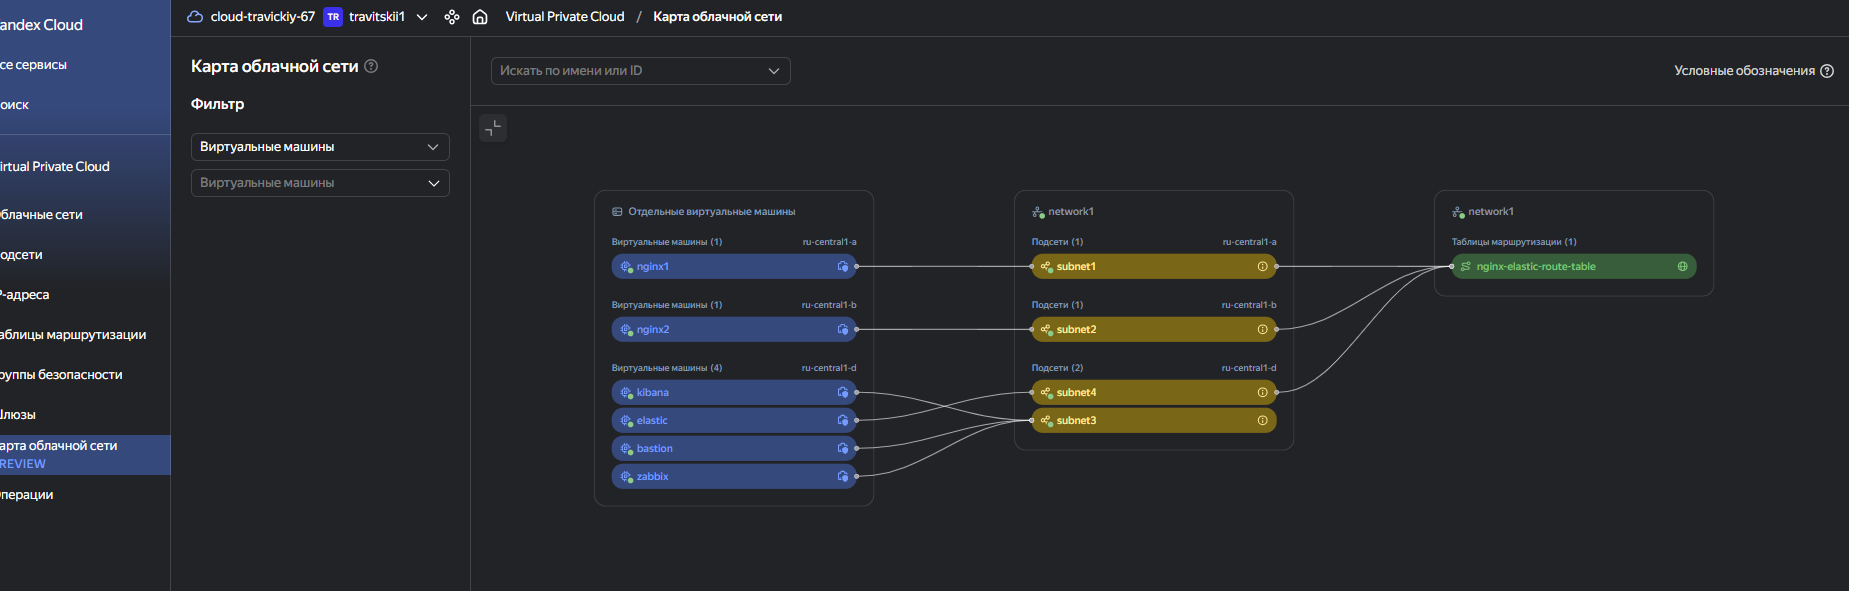 andex Cloud
се сервисы
оиск
irtual Private Cloud
блачные сети
одсети
P-адреса
аблицы маршрутизации
руппы безопасности
Шлюзы
арта облачной сети
REVIEW
перации
cloud-travickiy-67 TR travitskii1 Virtual Private Cloud / Карта облачной сети
Карта облачной сети
Фильтр
Виртуальные машины
Виртуальные машины
Искать по имени или ID
Условные обозначения
Отдельные виртуальные машины
Виртуальные машины (1) ru-central1-a
nginx1
Виртуальные машины (1) ru-central1-b
nginx2
Виртуальные машины (4) ru-central1-d
kibana
elastic
bastion
zabbix
network1
Подсети (1) ru-central1-a
subnet1
Подсети (1) ru-central1-b
subnet2
Подсети (2) ru-central1-d
subnet4
subnet3
network1
Таблицы маршрутизации (1)
nginx-elastic-route-table